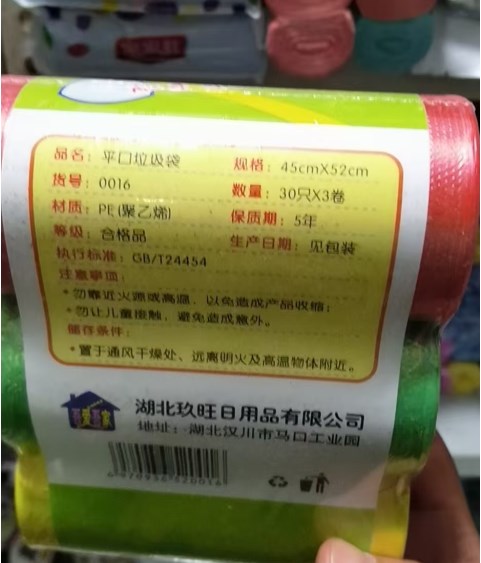 品名：平口垃圾袋
规格：45cmX52cm
货号：0016
数量：30只X3卷
材质：PE(聚乙烯)
保质期：5年
等级：合格品
生产日期：见包装
执行标准：GB/T24454
注意事项：
*勿靠近火源或高温，以免造成产品收缩；
*勿让儿童接触，避免造成意外。
储存条件：
*置于通风干燥处、远离明火及高温物体附近。
湖北玖旺日用品有限公司
地址：湖北汉川市马口工业园